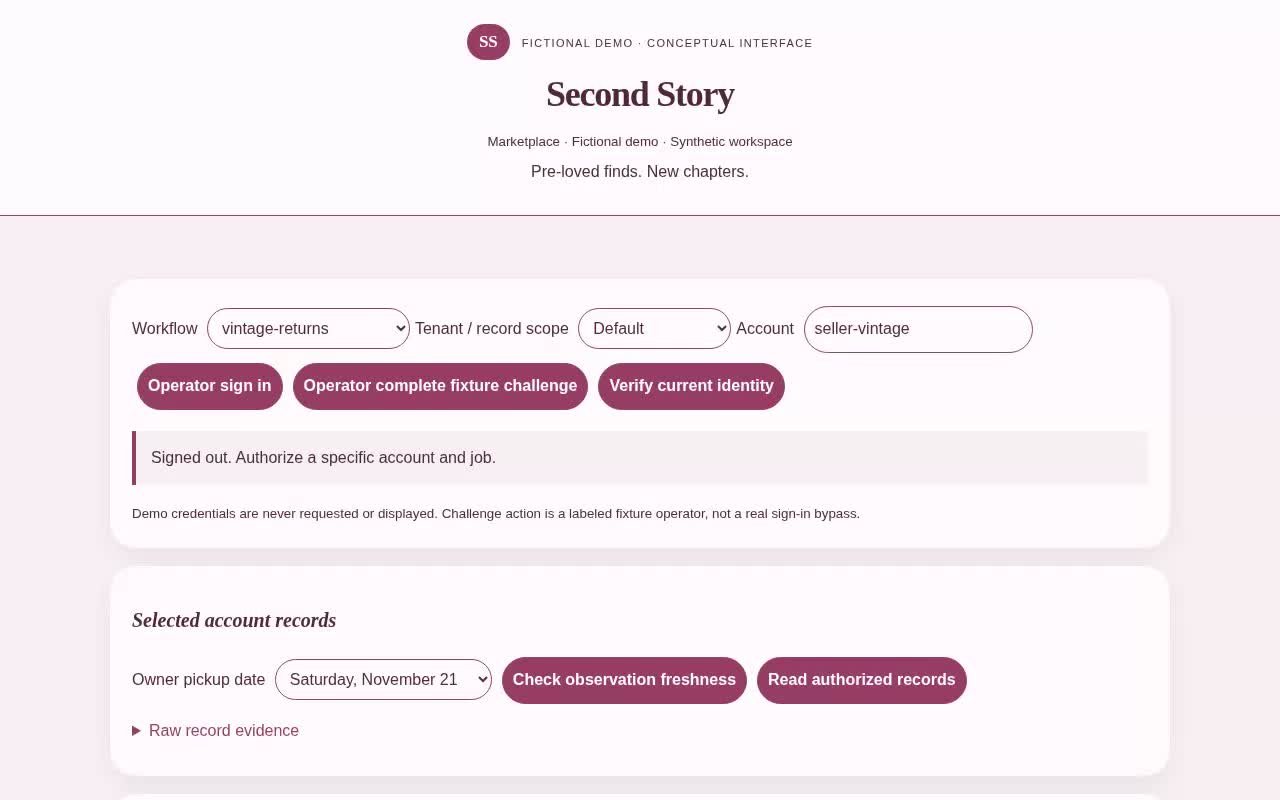 SS FICTIONAL DEMO · CONCEPTUAL INTERFACE
Second Story
Marketplace · Fictional demo · Synthetic workspace
Pre-loved finds. New chapters.
Workflow vintage-returns Tenant / record scope Default Account seller-vintage
Operator sign in Operator complete fixture challenge Verify current identity
Signed out. Authorize a specific account and job.
Demo credentials are never requested or displayed. Challenge action is a labeled fixture operator, not a real sign-in bypass.
Selected account records
Owner pickup date Saturday, November 21 Check observation freshness Read authorized records
Raw record evidence